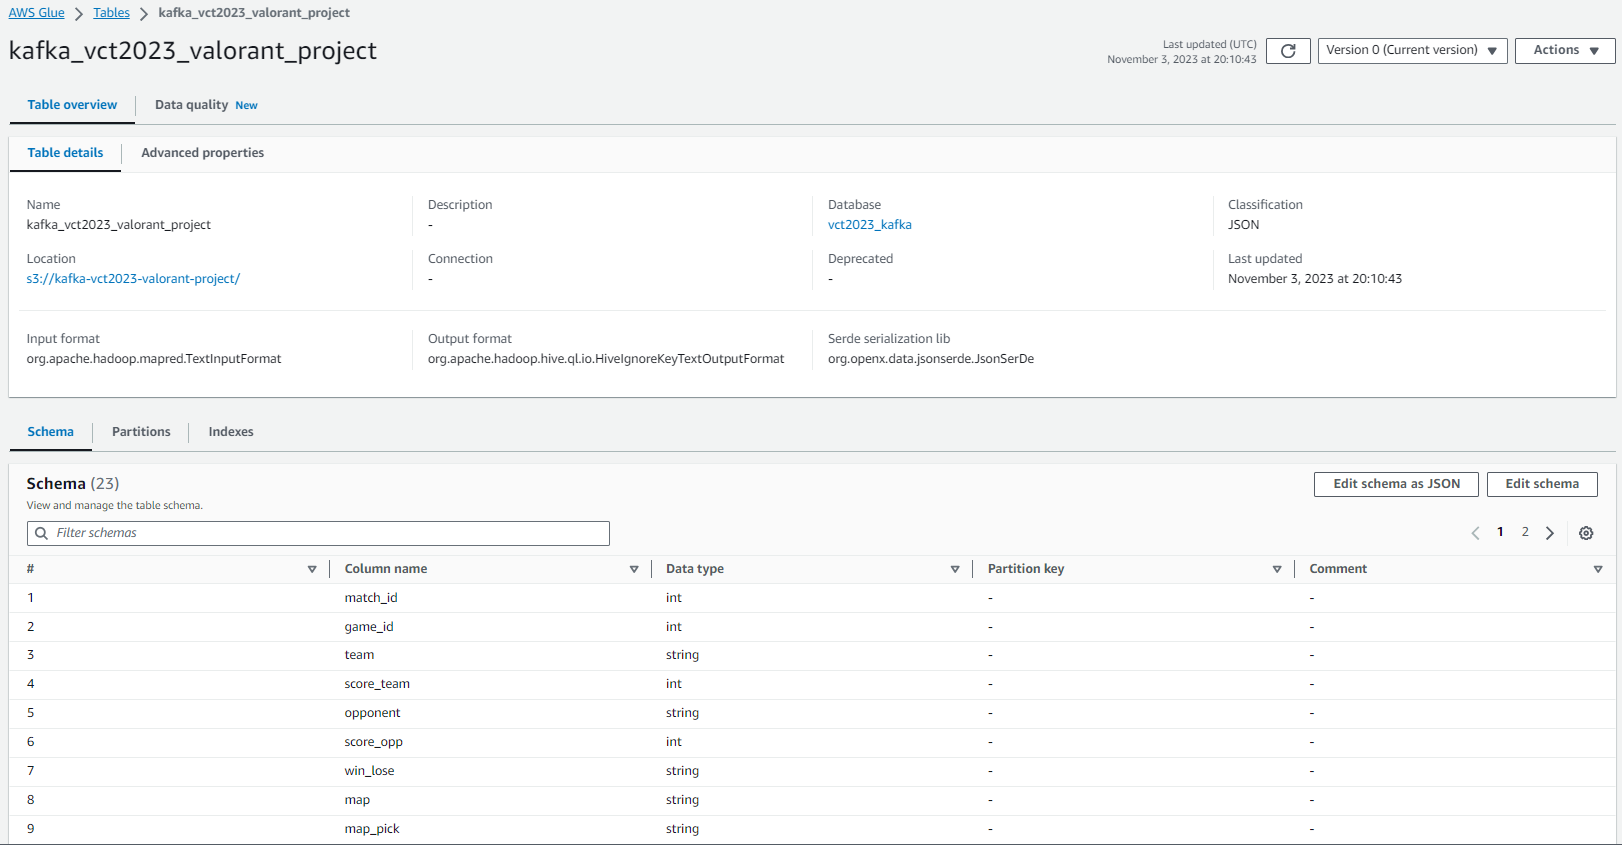 AWS Glue > Tables > kafka_vct2023_valorant_project
kafka_vct2023_valorant_project
Last updated (UTC)
November 3, 2023 at 20:10:43
Version 0 (Current version)
Actions
Table overview
Data quality New
Table details
Advanced properties
Name
kafka_vct2023_valorant_project
Description
-
Database
vct2023_kafka
Classification
JSON
Location
s3://kafka-vct2023-valorant-project/
Connection
-
Deprecated
-
Last updated
November 3, 2023 at 20:10:43
Input format
org.apache.hadoop.mapred.TextInputFormat
Output format
org.apache.hadoop.hive.ql.io.HiveIgnoreKeyTextOutputFormat
Serde serialization lib
org.openx.data.jsonserde.JsonSerDe
Schema
Partitions
Indexes
Schema (23)
View and manage the table schema.
Edit schema as JSON
Edit schema
Filter schemas
1 2
# Column name Data type Partition key Comment
1 match_id int - -
2 game_id int - -
3 team string - -
4 score_team int - -
5 opponent string - -
6 score_opp int - -
7 win_lose string - -
8 map string - -
9 map_pick string - -